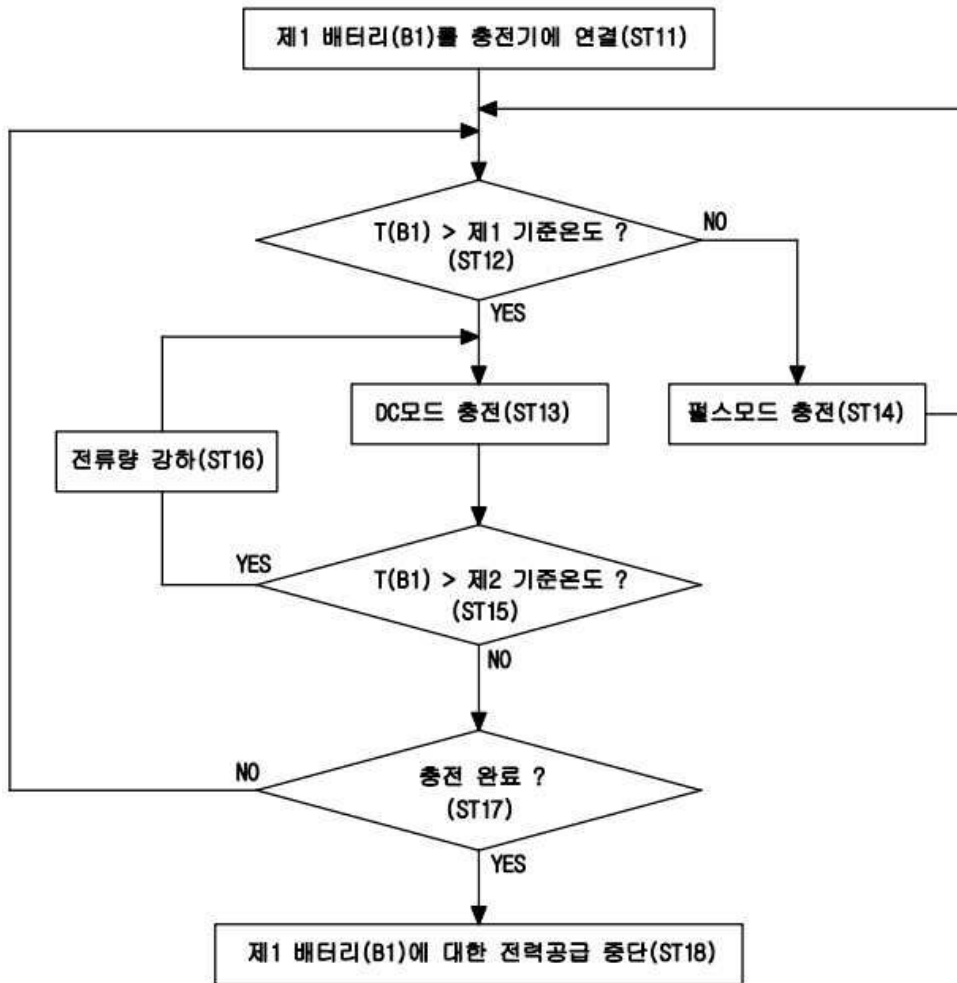 제1 배터리(B1)를 충전기에 연결(ST11)
T(B1) > 제1 기준온도 ?
(ST12)
NO
YES
DC모드 충전(ST13)
펄스모드 충전(ST14)
전류량 강하(ST16)
YES
T(B1) > 제2 기준온도 ?
(ST15)
NO
NO
충전 완료 ?
(ST17)
YES
제1 배터리(B1)에 대한 전력공급 중단(ST18)